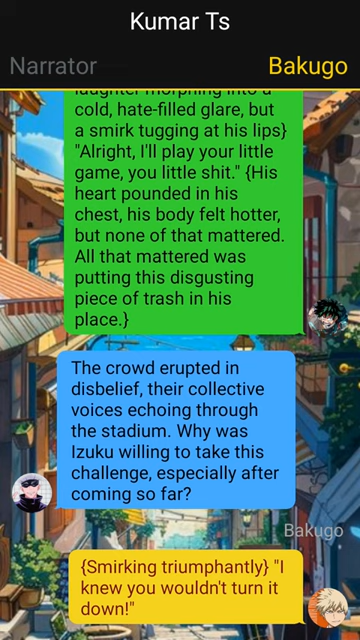 Kumar Ts
Narrator
Bakugo
laughter morphing into a
cold, hate-filled glare, but
a smirk tugging at his lips}
"Alright, I'll play your little
game, you little shit." {His
heart pounded in his
chest, his body felt hotter,
but none of that mattered.
All that mattered was
putting this disgusting
piece of trash in his
place.}
The crowd erupted in
disbelief, their collective
voices echoing through
the stadium. Why was
Izuku willing to take this
challenge, especially after
coming so far?
Bakugo
{Smirking triumphantly} "I
knew you wouldn't turn it
down!"